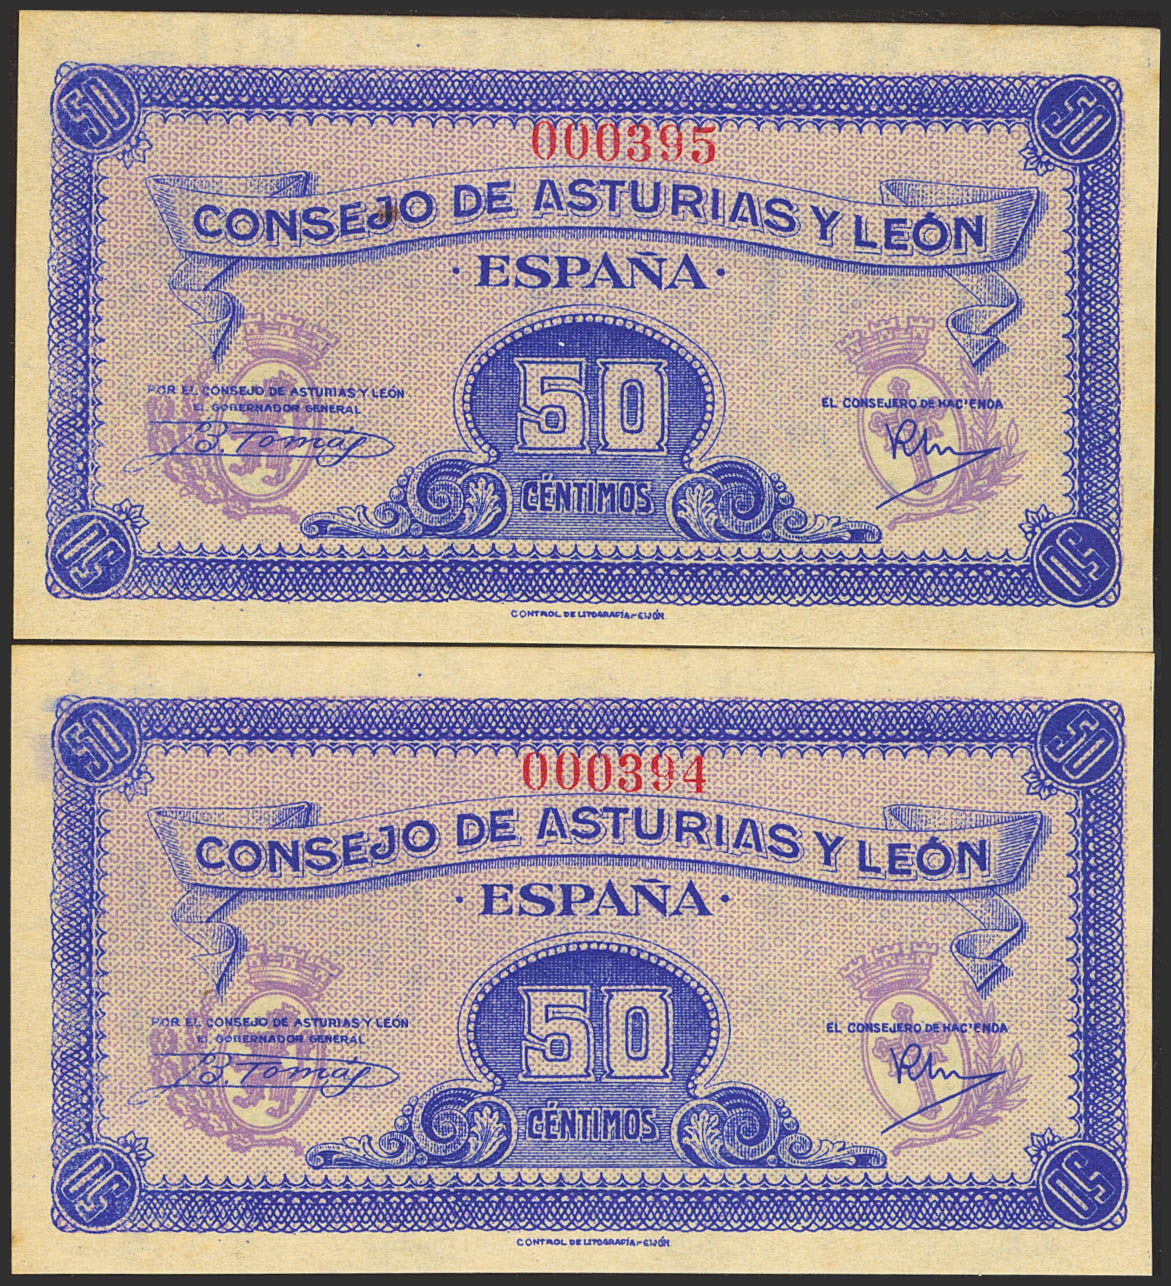 50 50
000395
CONSEJO DE ASTURIAS Y LEÓN
· ESPAÑA ·
POR EL CONSEJO DE ASTURIAS Y LEÓN
EL GOBERNADOR GENERAL
B. Tomás
50
CÉNTIMOS
EL CONSEJERO DE HACIENDA
50 50
CONTROL DE LITOGRAFÍA.-GIJÓN
50 50
000394
CONSEJO DE ASTURIAS Y LEÓN
· ESPAÑA ·
POR EL CONSEJO DE ASTURIAS Y LEÓN
EL GOBERNADOR GENERAL
B. Tomás
50
CÉNTIMOS
EL CONSEJERO DE HACIENDA
50 50
CONTROL DE LITOGRAFÍA.-GIJÓN